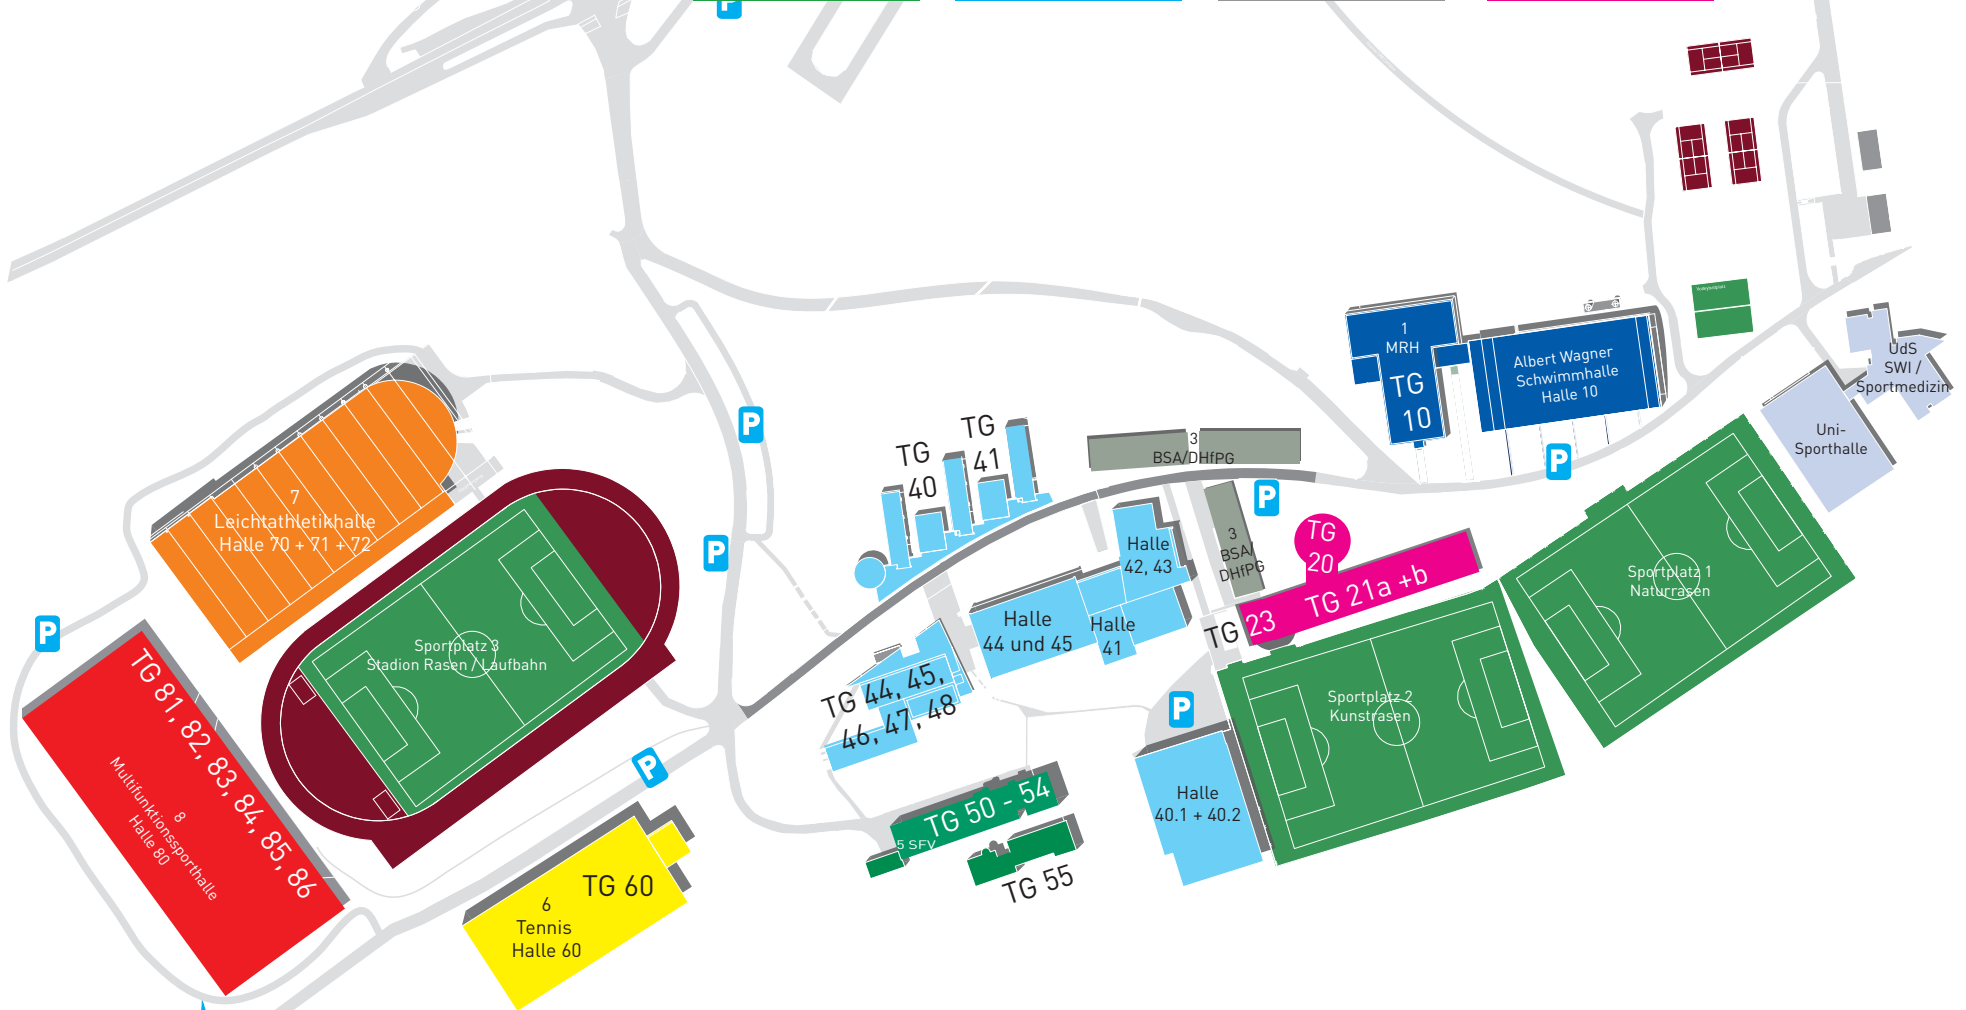 P
1
MRH
TG
10
Albert Wagner
Schwimmhalle
Halle 10
UdS
SWI /
Sportmedizin
Uni-
Sporthalle
P
P
TG
40
TG
41
3
BSA/DHfPG
P
3
BSA/
DHfPG
TG
20
TG 21a +b
TG 23
7
Leichtathletikhalle
Halle 70 + 71 + 72
P
Halle
42, 43
Halle
44 und 45
Halle
41
Sportplatz 1
Naturrasen
Sportplatz 2
Kunstrasen
Sportplatz 3
Stadion Rasen / Laufbahn
P
TG 44, 45,
46, 47, 48
P
P
TG 81, 82, 83, 84, 85, 86
8
Multifunktionssporthalle
Halle 80
TG 50 - 54
5 SFV
TG 55
Halle
40.1 + 40.2
TG 60
6
Tennis
Halle 60